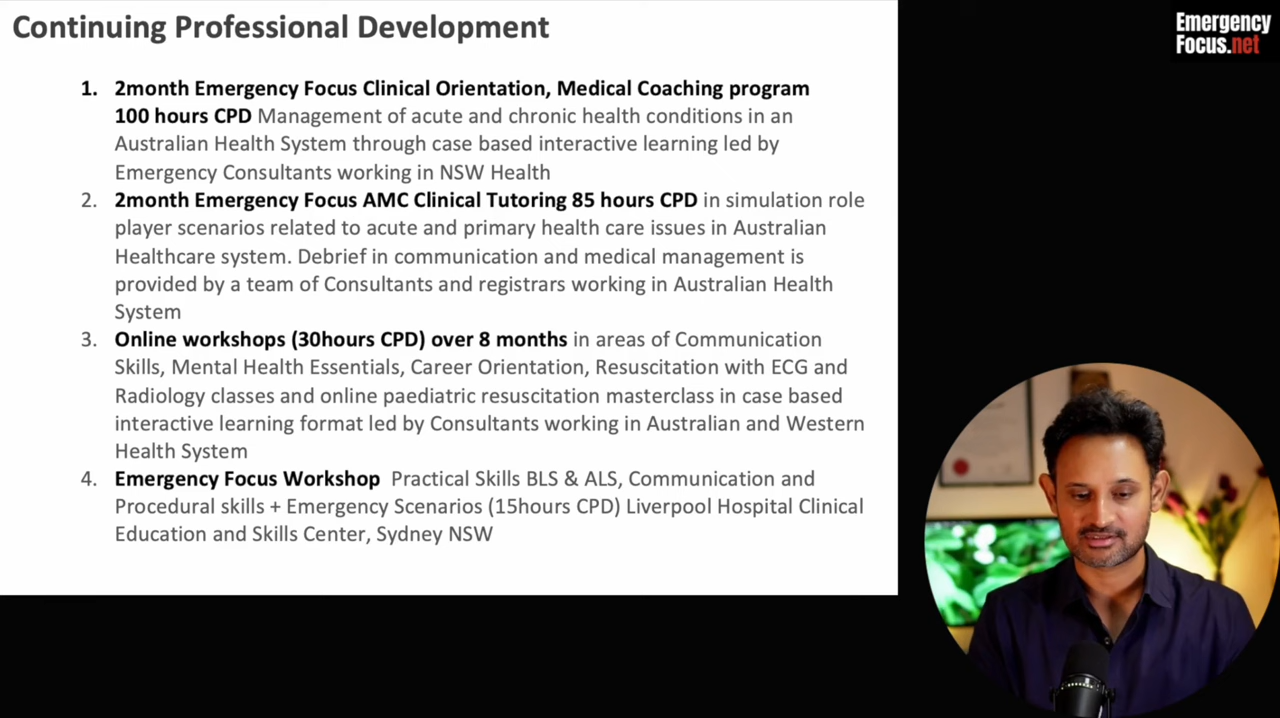 Continuing Professional Development
Emergency
Focus.net
1. 2month Emergency Focus Clinical Orientation, Medical Coaching program
100 hours CPD Management of acute and chronic health conditions in an
Australian Health System through case based interactive learning led by
Emergency Consultants working in NSW Health
2. 2month Emergency Focus AMC Clinical Tutoring 85 hours CPD in simulation role
player scenarios related to acute and primary health care issues in Australian
Healthcare system. Debrief in communication and medical management is
provided by a team of Consultants and registrars working in Australian Health
System
3. Online workshops (30hours CPD) over 8 months in areas of Communication
Skills, Mental Health Essentials, Career Orientation, Resuscitation with ECG and
Radiology classes and online paediatric resuscitation masterclass in case based
interactive learning format led by Consultants working in Australian and Western
Health System
4. Emergency Focus Workshop Practical Skills BLS & ALS, Communication and
Procedural skills + Emergency Scenarios (15hours CPD) Liverpool Hospital Clinical
Education and Skills Center, Sydney NSW